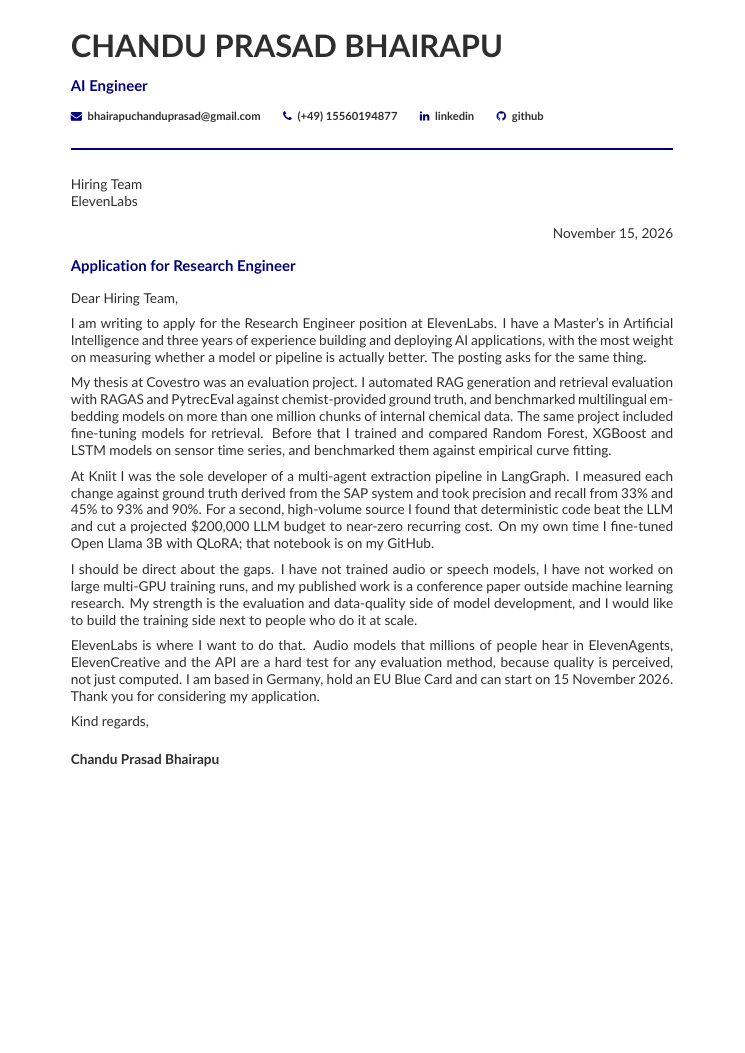 CHANDU PRASAD BHAIRAPU
AI Engineer
bhairapuchanduprasad@gmail.com (+49) 15560194877 linkedin github
Hiring Team
ElevenLabs
November 15, 2026
Application for Research Engineer
Dear Hiring Team,
I am writing to apply for the Research Engineer position at ElevenLabs. I have a Master’s in Artificial
Intelligence and three years of experience building and deploying AI applications, with the most weight
on measuring whether a model or pipeline is actually better. The posting asks for the same thing.
My thesis at Covestro was an evaluation project. I automated RAG generation and retrieval evaluation
with RAGAS and PytrecEval against chemist-provided ground truth, and benchmarked multilingual em-
bedding models on more than one million chunks of internal chemical data. The same project included
fine-tuning models for retrieval. Before that I trained and compared Random Forest, XGBoost and
LSTM models on sensor time series, and benchmarked them against empirical curve fitting.
At Kniit I was the sole developer of a multi-agent extraction pipeline in LangGraph. I measured each
change against ground truth derived from the SAP system and took precision and recall from 33% and
45% to 93% and 90%. For a second, high-volume source I found that deterministic code beat the LLM
and cut a projected $200,000 LLM budget to near-zero recurring cost. On my own time I fine-tuned
Open Llama 3B with QLoRA; that notebook is on my GitHub.
I should be direct about the gaps. I have not trained audio or speech models, I have not worked on
large multi-GPU training runs, and my published work is a conference paper outside machine learning
research. My strength is the evaluation and data-quality side of model development, and I would like
to build the training side next to people who do it at scale.
ElevenLabs is where I want to do that. Audio models that millions of people hear in ElevenAgents,
ElevenCreative and the API are a hard test for any evaluation method, because quality is perceived,
not just computed. I am based in Germany, hold an EU Blue Card and can start on 15 November 2026.
Thank you for considering my application.
Kind regards,
Chandu Prasad Bhairapu